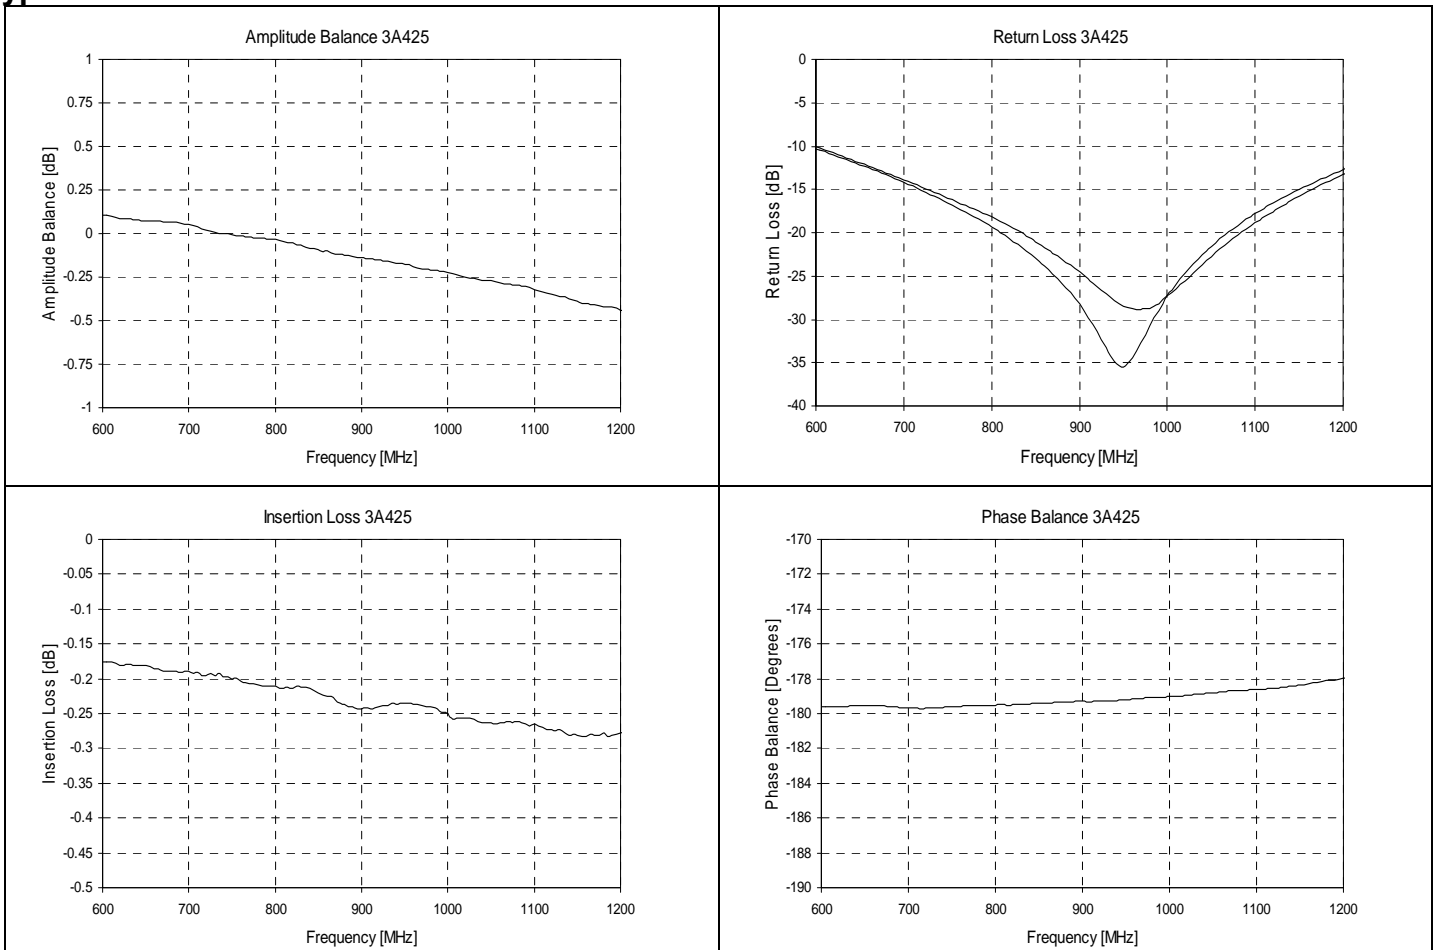 Amplitude Balance 3A425
1
0.75
0.5
0.25
0
-0.25
-0.5
-0.75
-1
Amplitude Balance [dB]
600 700 800 900 1000 1100 1200
Frequency [MHz]
Return Loss 3A425
0
-5
-10
-15
-20
-25
-30
-35
-40
Return Loss [dB]
600 700 800 900 1000 1100 1200
Frequency [MHz]
Insertion Loss 3A425
0
-0.05
-0.1
-0.15
-0.2
-0.25
-0.3
-0.35
-0.4
-0.45
-0.5
Insertion Loss [dB]
600 700 800 900 1000 1100 1200
Frequency [MHz]
Phase Balance 3A425
-170
-172
-174
-176
-178
-180
-182
-184
-186
-188
-190
Phase Balance [Degrees]
600 700 800 900 1000 1100 1200
Frequency [MHz]